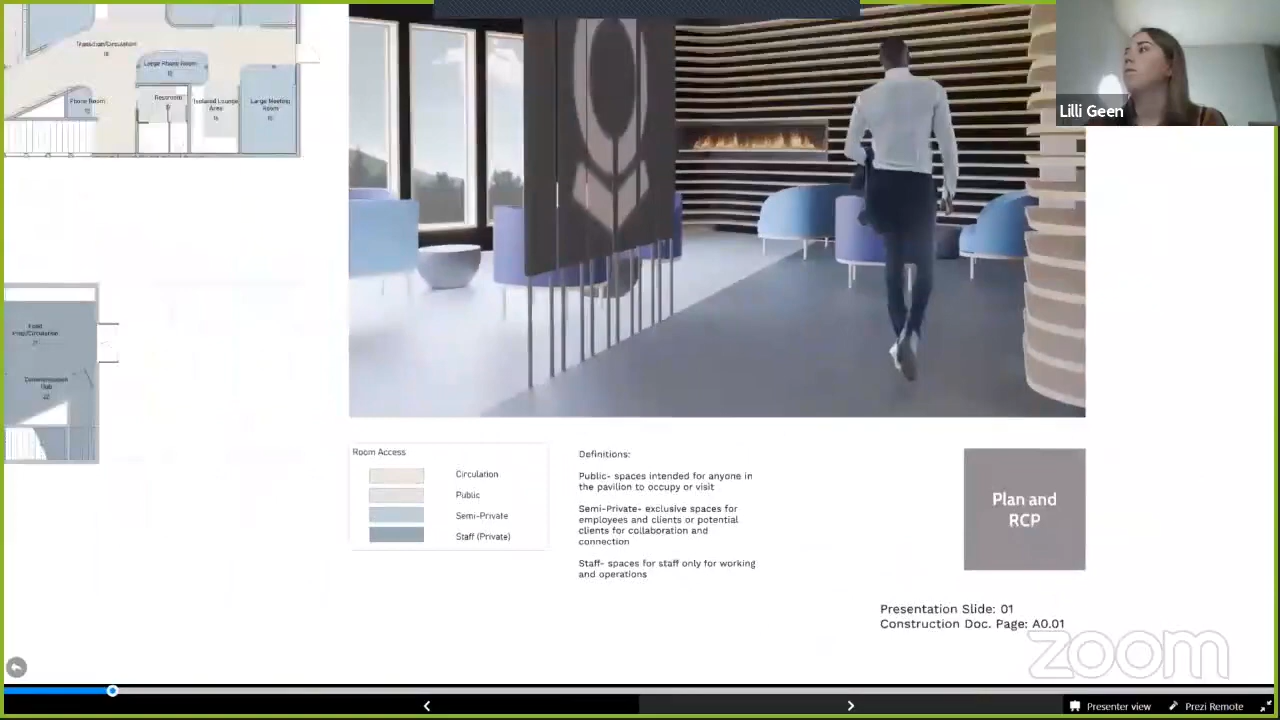 Transition/Circulation
Large Phone Room
Phone Room
Restroom
Isolated Lounge
Area
Large Meeting
Room
Lilli Geen
Room Access
Circulation
Public
Semi-Private
Staff (Private)
Definitions:
Public- spaces intended for anyone in
the pavilion to occupy or visit
Semi-Private- exclusive spaces for
employees and clients or potential
clients for collaboration and
connection
Staff- spaces for staff only for working
and operations
Plan and
RCP
Presentation Slide: 01
Construction Doc. Page: A0.01
zoom
Presenter view
Prezi Remote